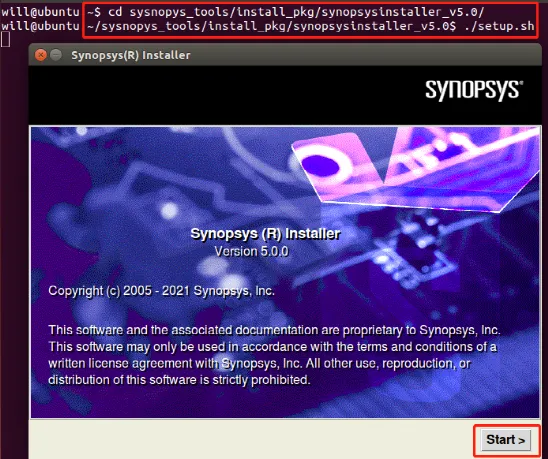 will@ubuntu ~$ cd sysnopys_tools/install_pkg/synopsysinstaller_v5.0/
will@ubuntu ~/sysnopys_tools/install_pkg/synopsysinstaller_v5.0$ ./setup.sh
Synopsys(R) Installer
SYNOPSYS®
Synopsys (R) Installer
Version 5.0.0
Copyright (c) 2005 - 2021 Synopsys, Inc.
This software and the associated documentation are proprietary to Synopsys, Inc.
This software may only be used in accordance with the terms and conditions of a
written license agreement with Synopsys, Inc. All other use, reproduction, or
distribution of this software is strictly prohibited.
Start >